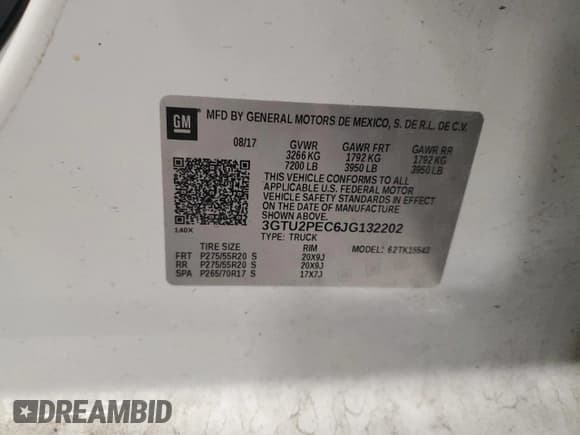 GM MFD BY GENERAL MOTORS DE MEXICO, S. DE R.L. DE C.V.
08/17 GVWR GAWR FRT GAWR RR
3266 KG 1792 KG 1792 KG
7200 LB 3950 LB 3950 LB
THIS VEHICLE CONFORMS TO ALL
APPLICABLE U.S. FEDERAL MOTOR
VEHICLE SAFETY STANDARDS IN EFFECT
ON THE DATE OF MANUFACTURE
SHOWN ABOVE.
3GTU2PEC6JG132202
140X TYPE: TRUCK
TIRE SIZE RIM MODEL: 62TK15543
FRT P275/55R20 S 20X9J
RR P275/55R20 S 20X9J
SPA P265/70R17 S 17X7J
DREAMBID